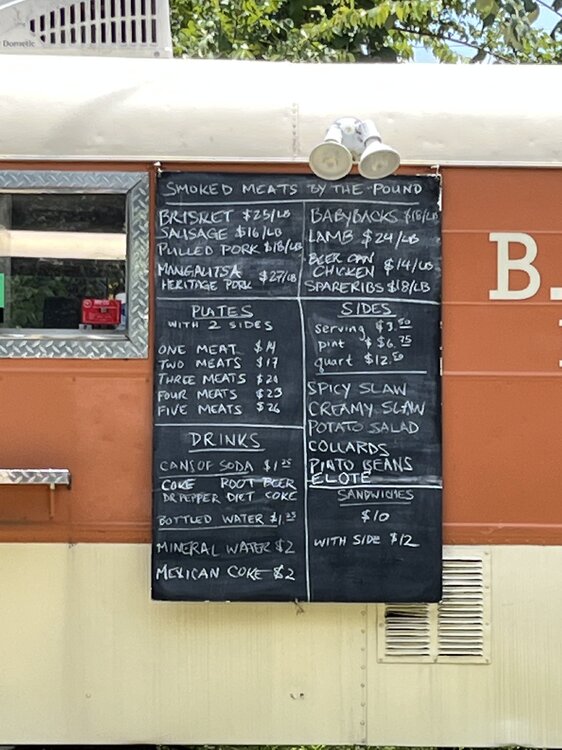 Dometic
SMOKED MEATS BY THE POUND
BRISKET $25/LB
SAUSAGE $16/LB
PULLED PORK $18/LB
MANGALITSA
HERITAGE PORK $27/LB
BABYBACKS $18/LB
LAMB $24/LB
BEER CAN
CHICKEN $14/LB
SPARERIBS $18/LB
PLATES
WITH 2 SIDES
ONE MEAT $14
TWO MEATS $17
THREE MEATS $20
FOUR MEATS $23
FIVE MEATS $26
SIDES
serving $3.50
pint $6.75
quart $12.50
SPICY SLAW
CREAMY SLAW
POTATO SALAD
COLLARDS
PINTO BEANS
ELOTE
DRINKS
CANS OF SODA $1.25
COKE ROOT BEER
DR PEPPER DIET COKE
BOTTLED WATER $1.25
MINERAL WATER $2
MEXICAN COKE $2
SANDWICHES
$10
WITH SIDE $12
B.